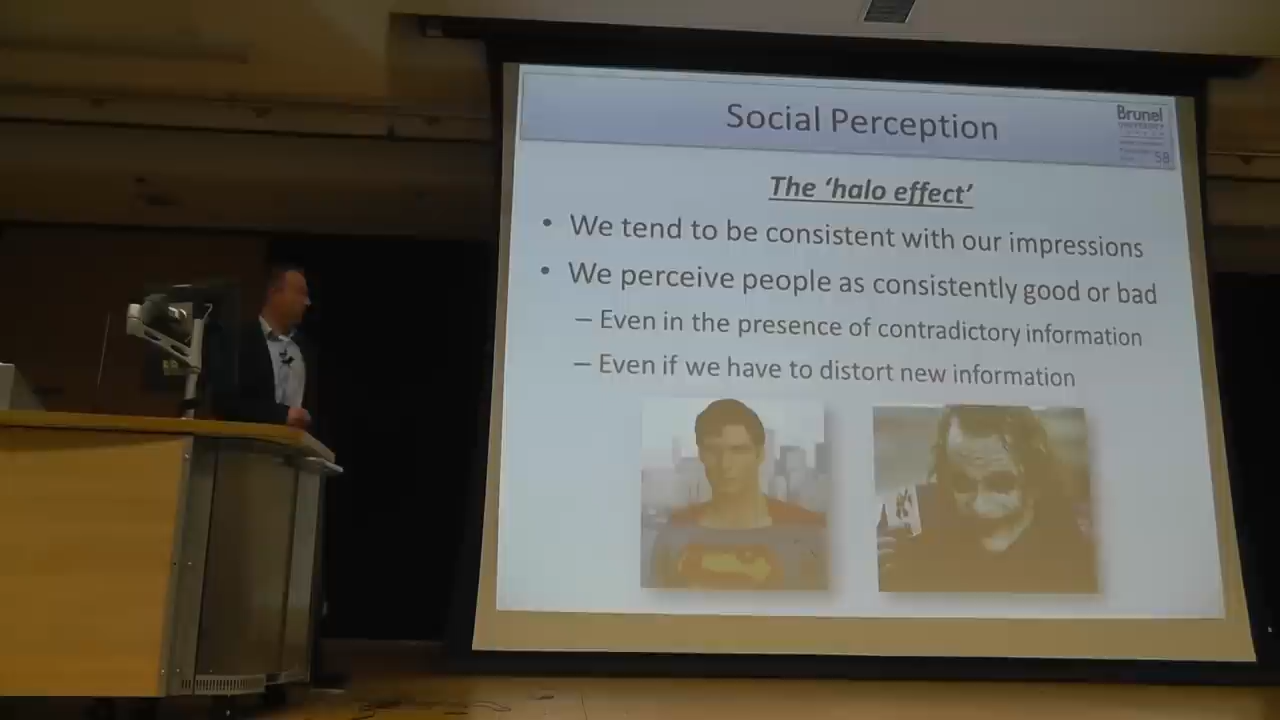 Social Perception
Brunel
UNIVERSITY
58
The ‘halo effect’
• We tend to be consistent with our impressions
• We perceive people as consistently good or bad
– Even in the presence of contradictory information
– Even if we have to distort new information